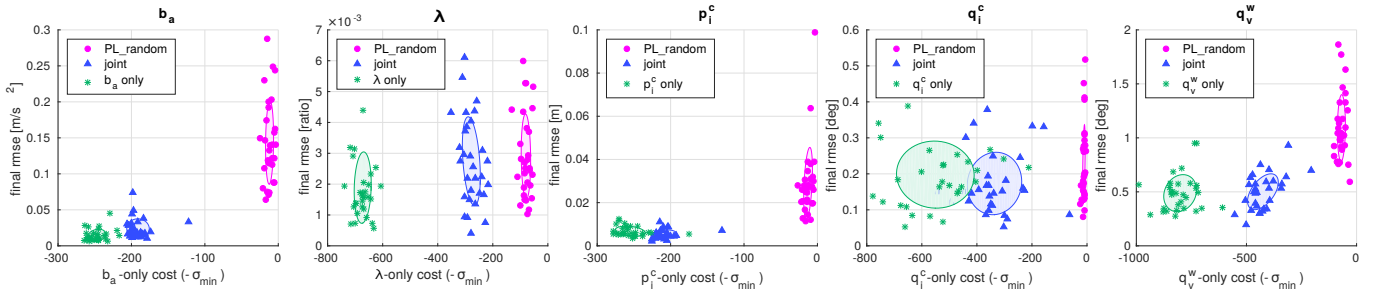 b_a
final rmse [m/s^2]
0.3
0.25
0.2
0.15
0.1
0.05
0
PL_random
joint
b_a only
-300 -200 -100 0
b_a-only cost (-σ_min)
λ
×10^-3
final rmse [ratio]
7
6
5
4
3
2
1
0
PL_random
joint
λ only
-800 -600 -400 -200 0
λ-only cost (-σ_min)
p_i^c
final rmse [m]
0.1
0.08
0.06
0.04
0.02
0
PL_random
joint
p_i^c only
-300 -200 -100 0
p_i^c-only cost (-σ_min)
q_i^c
final rmse [deg]
0.6
0.5
0.4
0.3
0.2
0.1
0
PL_random
joint
q_i^c only
-800 -600 -400 -200 0
q_i^c-only cost (-σ_min)
q_v^w
final rmse [deg]
2
1.5
1
0.5
0
PL_random
joint
q_v^w only
-1000 -500 0
q_v^w-only cost (-σ_min)